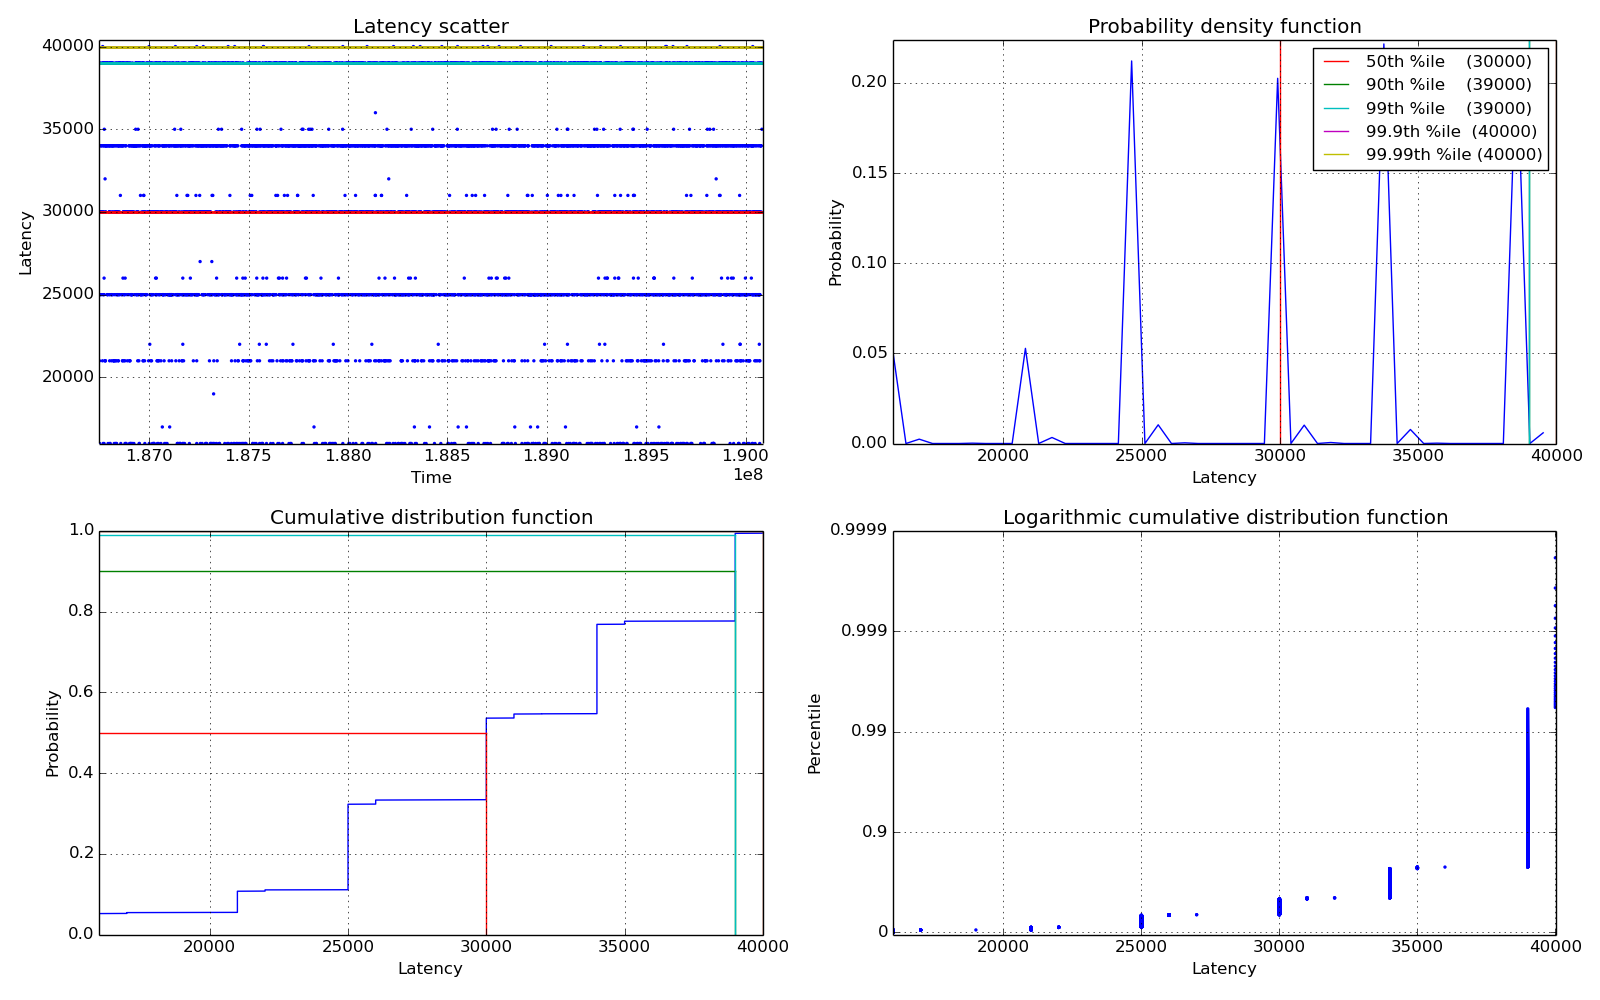 Latency scatter
40000
35000
30000
25000
20000
Latency
1.870 1.875 1.880 1.885 1.890 1.895 1.900
1e8
Time
Probability density function
0.20
0.15
0.10
0.05
0.00
Probability
50th %ile (30000)
90th %ile (39000)
99th %ile (39000)
99.9th %ile (40000)
99.99th %ile (40000)
20000 25000 30000 35000 40000
Latency
Cumulative distribution function
1.0
0.8
0.6
0.4
0.2
0.0
Probability
20000 25000 30000 35000 40000
Latency
Logarithmic cumulative distribution function
0.9999
0.999
0.99
0.9
0
Percentile
20000 25000 30000 35000 40000
Latency